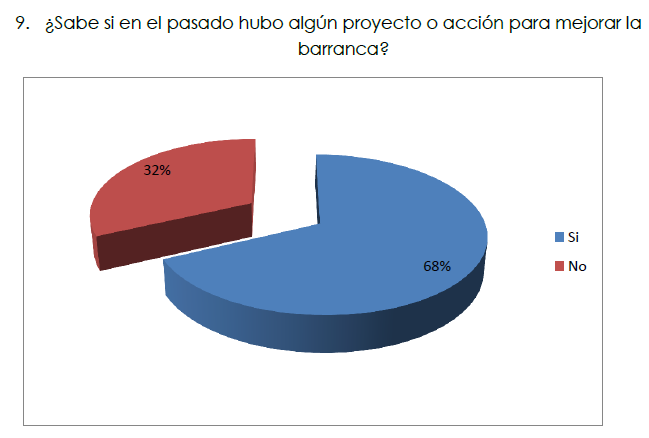 9. ¿Sabe si en el pasado hubo algún proyecto o acción para mejorar la
barranca?
32%
Si
68%
No